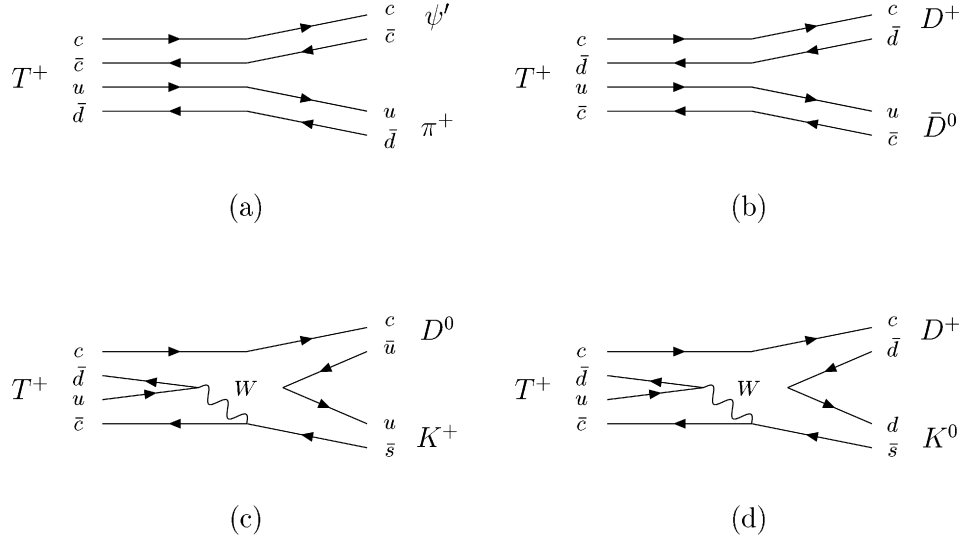 c c ψ′
c̄ c̄
T⁺ u u π⁺
d̄ d̄
(a)
c c D⁺
d̄ d̄
T⁺ u u D̄⁰
c̄ c̄
(b)
c c D⁰
d̄ ū
T⁺ u W u K⁺
c̄ s̄
(c)
c c D⁺
d̄ d̄
T⁺ u W d K⁰
c̄ s̄
(d)